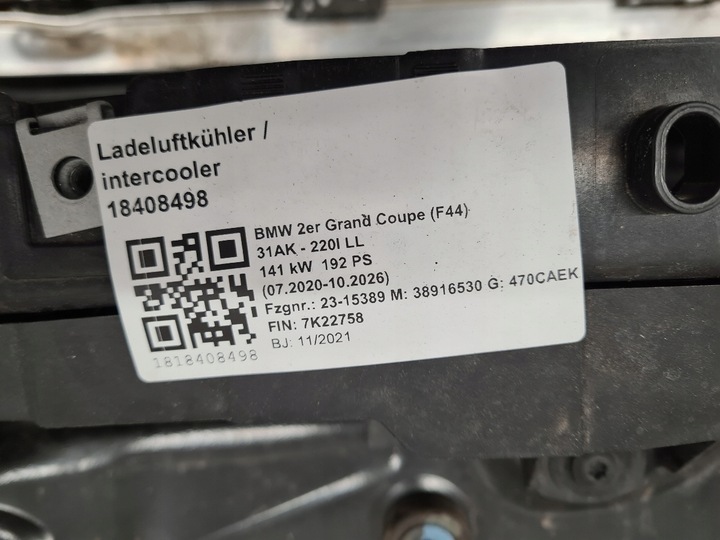 Ladeluftkühler /
intercooler
18408498
BMW 2er Grand Coupe (F44)
31AK - 220I LL
141 kW 192 PS
(07.2020-10.2026)
Fzgnr.: 23-15389 M: 38916530 G: 470CAEK
FIN: 7K22758
BJ: 11/2021
1818408498